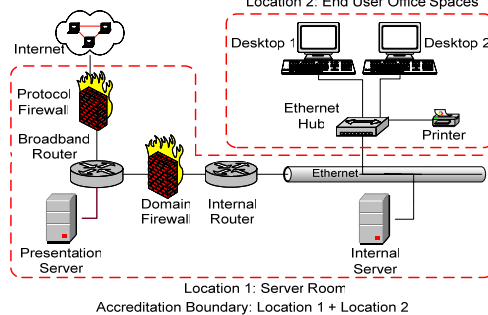 Location 2: End User Office Spaces
Internet
Desktop 1
Desktop 2
Protocol
Firewall
Ethernet
Hub
Printer
Broadband
Router
Ethernet
Domain
Firewall
Internal
Router
Presentation
Server
Internal
Server
Location 1: Server Room
Accreditation Boundary: Location 1 + Location 2